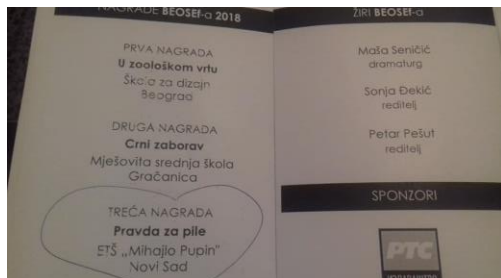 NAGRADE BEOSEF-a 2018
PRVA NAGRADA
U zoološkom vrtu
Škola za dizajn
Beograd
DRUGA NAGRADA
Crni zaborav
Mješovita srednja škola
Gračanica
TREĆA NAGRADA
Pravda za pile
ETŠ „Mihajlo Pupin"
Novi Sad
ŽIRI BEOSEF-a
Maša Seničić
dramaturg
Sonja Đekić
reditelj
Petar Pešut
reditelj
SPONZORI
PTC